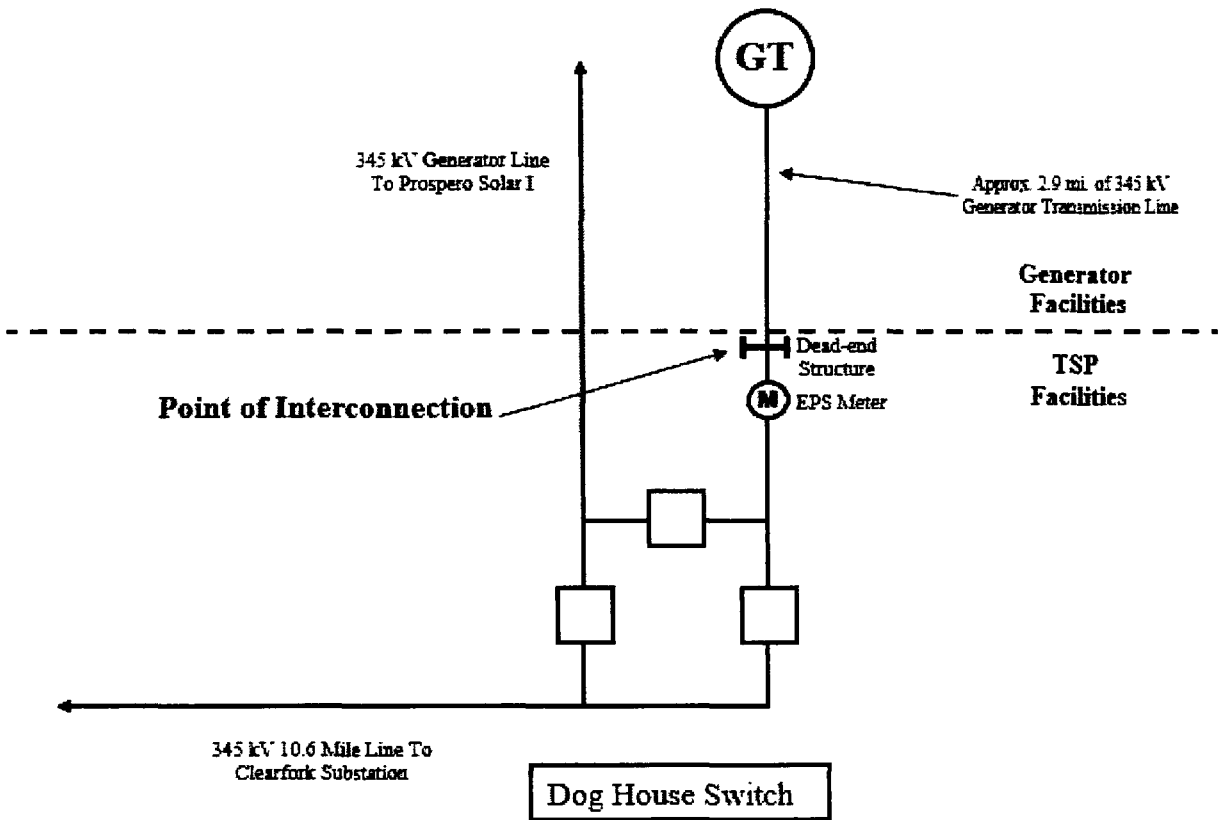 GT
345 kV Generator Line
To Prospero Solar I
Approx. 2.9 mi. of 345 kV
Generator Transmission Line
Generator
Facilities
Dead-end
Structure
TSP
Facilities
Point of Interconnection
M
EPS Meter
345 kV 10.6 Mile Line To
Clearfork Substation
Dog House Switch